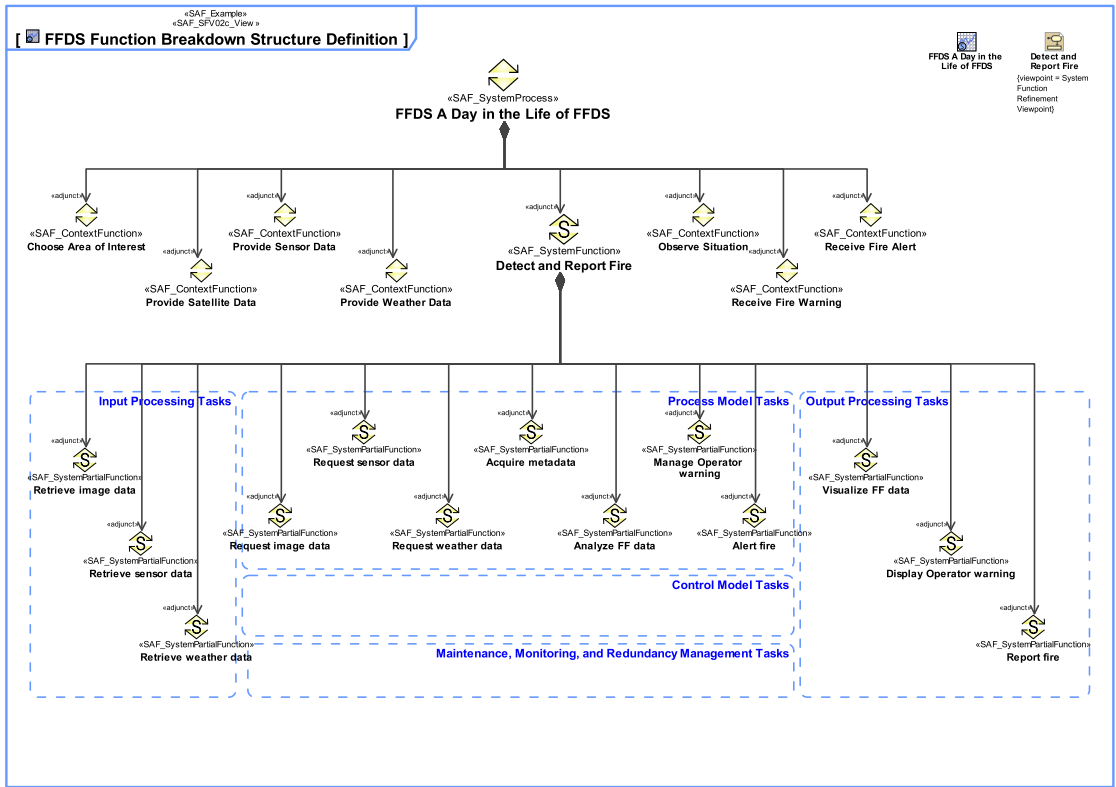 «SAF_Example»
«SAF_SFV02c_View »
[ FFDS Function Breakdown Structure Definition ]
FFDS A Day in the
Life of FFDS
Detect and
Report Fire
{viewpoint = System
Function
Refinement
Viewpoint}
«SAF_SystemProcess»
FFDS A Day in the Life of FFDS
«adjunct»
«SAF_ContextFunction»
Choose Area of Interest
«adjunct»
«SAF_ContextFunction»
Provide Satellite Data
«adjunct»
«SAF_ContextFunction»
Provide Sensor Data
«adjunct»
«SAF_ContextFunction»
Provide Weather Data
«adjunct»
«SAF_SystemFunction»
Detect and Report Fire
«adjunct»
«SAF_ContextFunction»
Observe Situation
«adjunct»
«SAF_ContextFunction»
Receive Fire Warning
«adjunct»
«SAF_ContextFunction»
Receive Fire Alert
Input Processing Tasks
«adjunct»
«SAF_SystemPartialFunction»
Retrieve image data
«adjunct»
«SAF_SystemPartialFunction»
Retrieve sensor data
«adjunct»
«SAF_SystemPartialFunction»
Retrieve weather data
Process Model Tasks
«adjunct»
«SAF_SystemPartialFunction»
Request sensor data
«adjunct»
«SAF_SystemPartialFunction»
Acquire metadata
«adjunct»
«SAF_SystemPartialFunction»
Manage Operator
warning
«adjunct»
«SAF_SystemPartialFunction»
Request image data
«adjunct»
«SAF_SystemPartialFunction»
Request weather data
«adjunct»
«SAF_SystemPartialFunction»
Analyze FF data
«adjunct»
«SAF_SystemPartialFunction»
Alert fire
Control Model Tasks
Maintenance, Monitoring, and Redundancy Management Tasks
Output Processing Tasks
«adjunct»
«SAF_SystemPartialFunction»
Visualize FF data
«adjunct»
«SAF_SystemPartialFunction»
Display Operator warning
«adjunct»
«SAF_SystemPartialFunction»
Report fire